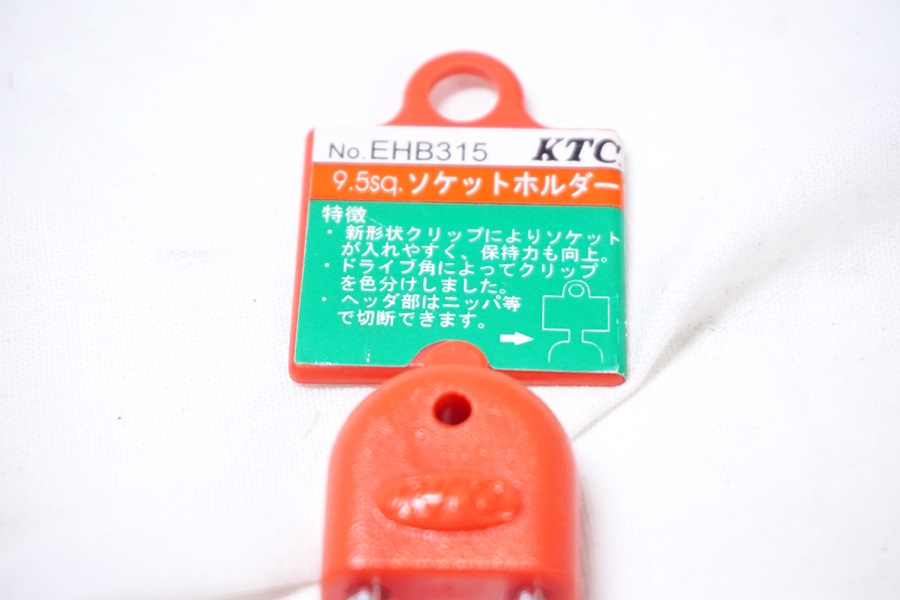 No.EHB315 KTC
9.5sq.ソケットホルダー
特徴
・新形状クリップによりソケット
が入れやすく、保持力も向上。
・ドライブ角によってクリップ
を色分けしました。
・ヘッダ部はニッパ等
で切断できます。